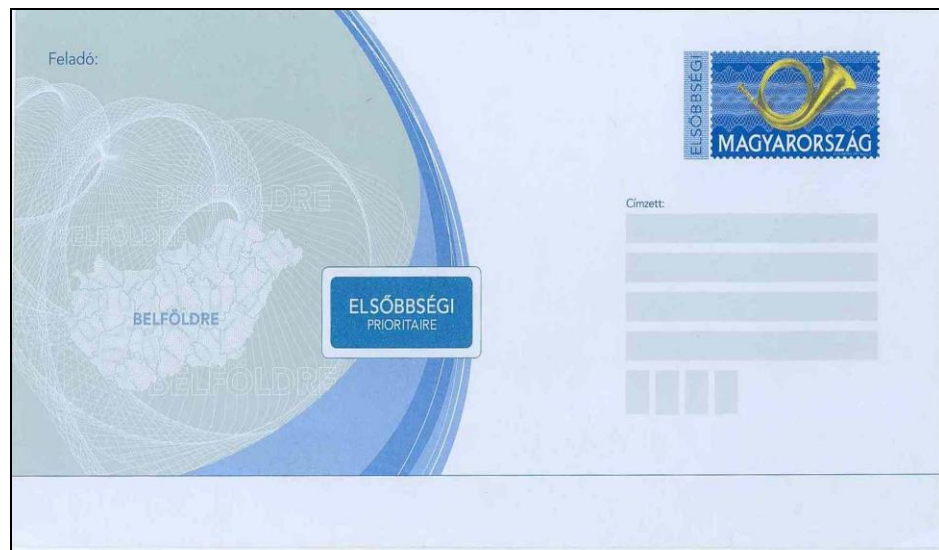 Feladó:
ELSŐBBSÉGI
MAGYARORSZÁG
Címzett:
BELFÖLDRE
BELFÖLDRE
BELFÖLDRE
ELSŐBBSÉGI
PRIORITAIRE
BELFÖLDRE